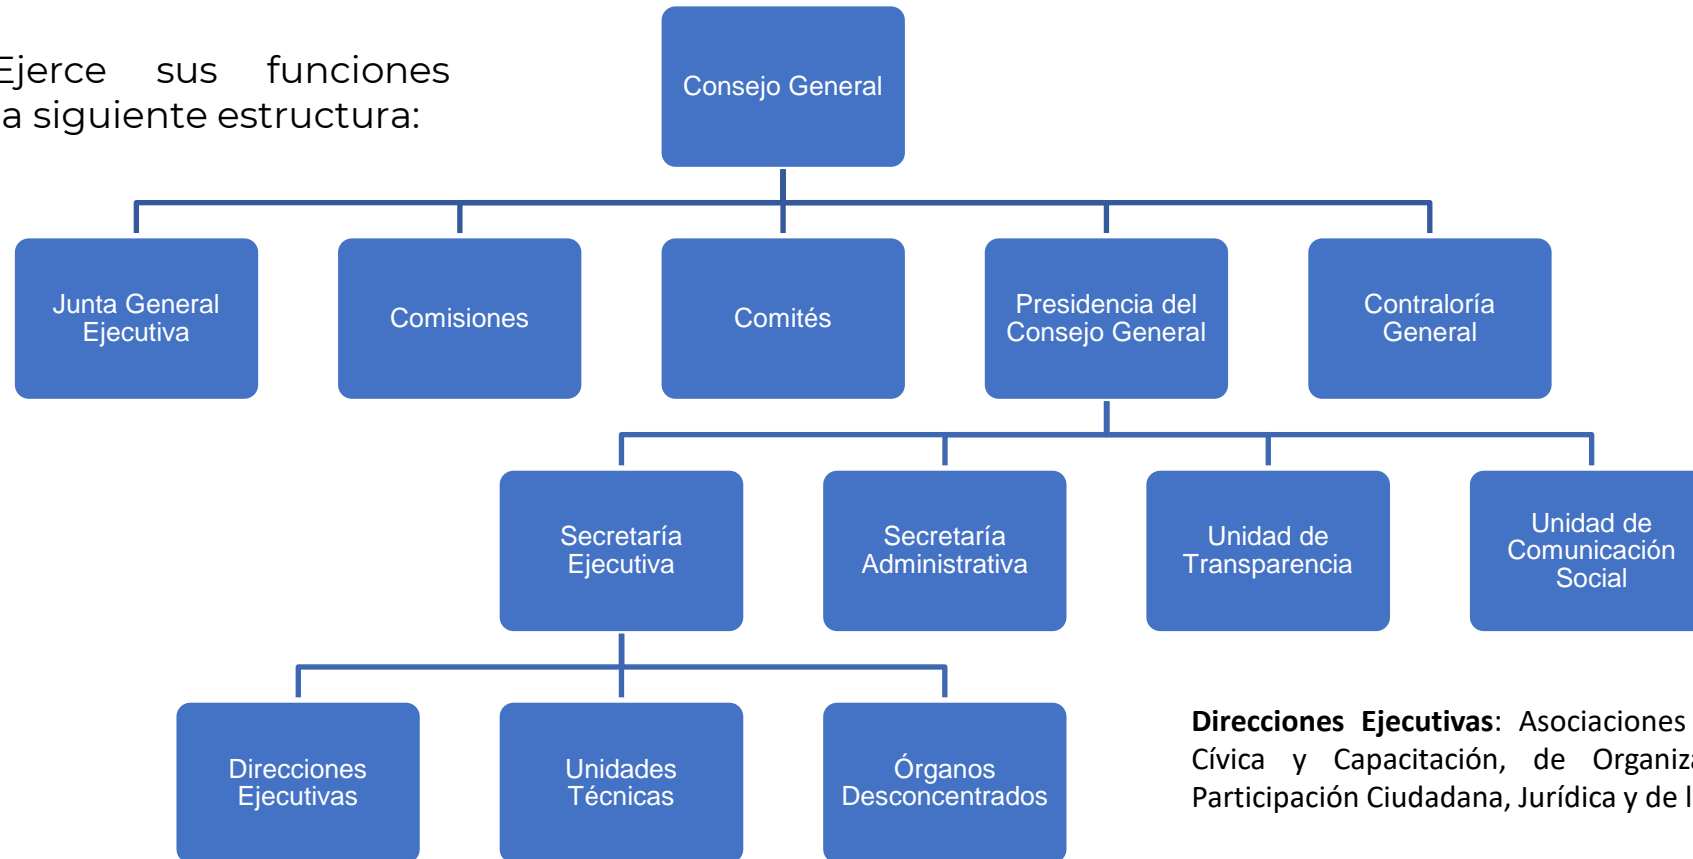 Ejerce sus funciones
a siguiente estructura:
Consejo General
Junta General
Ejecutiva
Comisiones
Comités
Presidencia del
Consejo General
Contraloría
General
Secretaría
Ejecutiva
Secretaría
Administrativa
Unidad de
Transparencia
Unidad de
Comunicación
Social
Direcciones
Ejecutivas
Unidades
Técnicas
Órganos
Desconcentrados
Direcciones Ejecutivas: Asociaciones
Cívica y Capacitación, de Organiz
Participación Ciudadana, Jurídica y de l